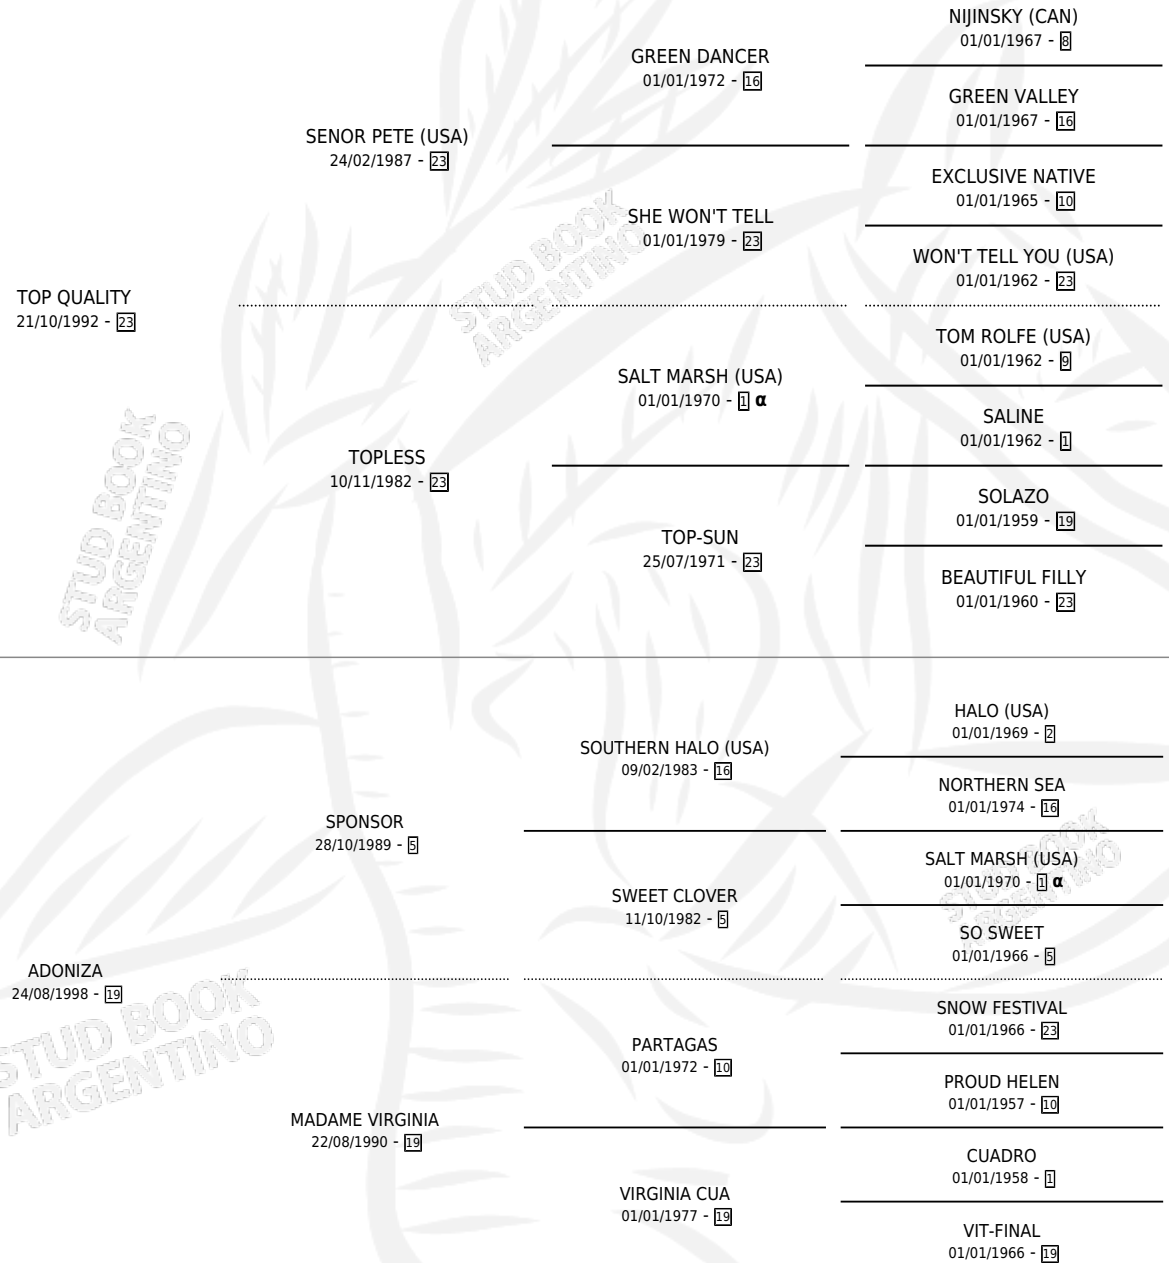 NIJINSKY (CAN)
01/01/1967 - 8
GREEN DANCER
01/01/1972 - 16
GREEN VALLEY
01/01/1967 - 16
SENOR PETE (USA)
24/02/1987 - 23
EXCLUSIVE NATIVE
01/01/1965 - 10
SHE WON'T TELL
01/01/1979 - 23
WON'T TELL YOU (USA)
01/01/1962 - 23
TOP QUALITY
21/10/1992 - 23
TOM ROLFE (USA)
01/01/1962 - 9
SALT MARSH (USA)
01/01/1970 - 1 α
SALINE
01/01/1962 - 1
TOPLESS
10/11/1982 - 23
SOLAZO
01/01/1959 - 19
TOP-SUN
25/07/1971 - 23
BEAUTIFUL FILLY
01/01/1960 - 23
HALO (USA)
01/01/1969 - 2
SOUTHERN HALO (USA)
09/02/1983 - 16
NORTHERN SEA
01/01/1974 - 16
SPONSOR
28/10/1989 - 5
SALT MARSH (USA)
01/01/1970 - 1 α
SWEET CLOVER
11/10/1982 - 5
SO SWEET
01/01/1966 - 5
ADONIZA
24/08/1998 - 19
SNOW FESTIVAL
01/01/1966 - 23
PARTAGAS
01/01/1972 - 10
PROUD HELEN
01/01/1957 - 10
MADAME VIRGINIA
22/08/1990 - 19
CUADRO
01/01/1958 - 1
VIRGINIA CUA
01/01/1977 - 19
VIT-FINAL
01/01/1966 - 19
STUD BOOK
ARGENTINO
STUD BOOK
ARGENTINO
STUD BOOK
ARGENTINO
STUD BOOK
ARGENTINO